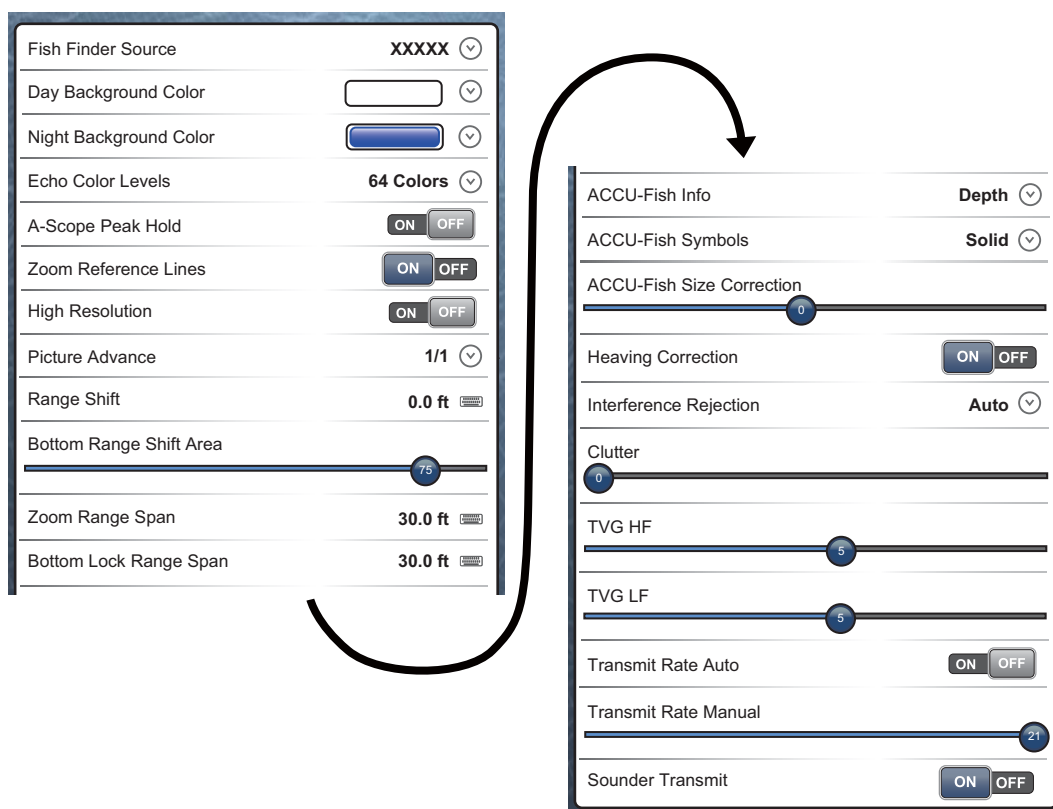 Fish Finder Source XXXXX
Day Background Color
Night Background Color
Echo Color Levels 64 Colors
A-Scope Peak Hold ON OFF
Zoom Reference Lines ON OFF
High Resolution ON OFF
Picture Advance 1/1
Range Shift 0.0 ft
Bottom Range Shift Area
75
Zoom Range Span 30.0 ft
Bottom Lock Range Span 30.0 ft
ACCU-Fish Info Depth
ACCU-Fish Symbols Solid
ACCU-Fish Size Correction
0
Heaving Correction ON OFF
Interference Rejection Auto
Clutter
0
TVG HF
5
TVG LF
5
Transmit Rate Auto ON OFF
Transmit Rate Manual
21
Sounder Transmit ON OFF